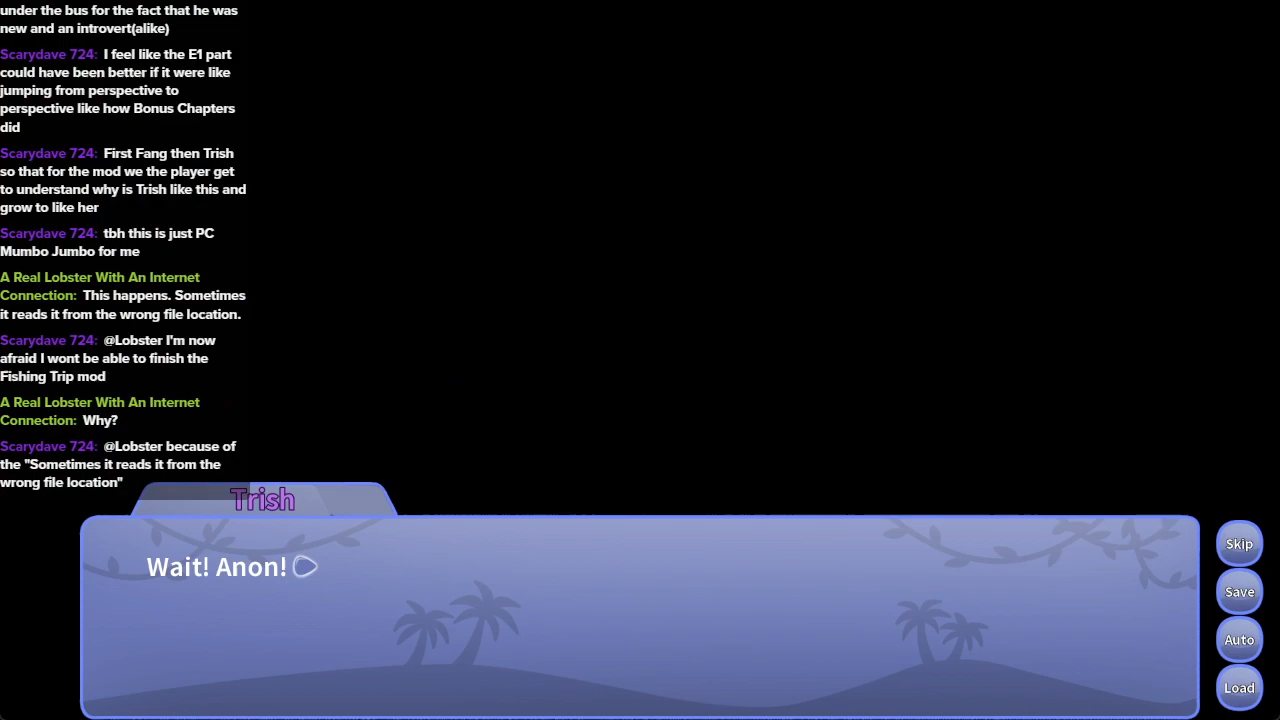 under the bus for the fact that he was
new and an introvert(alike)
Scarydave 724: I feel like the E1 part
could have been better if it were like
jumping from perspective to
perspective like how Bonus Chapters
did
Scarydave 724: First Fang then Trish
so that for the mod we the player get
to understand why is Trish like this and
grow to like her
Scarydave 724: tbh this is just PC
Mumbo Jumbo for me
A Real Lobster With An Internet
Connection: This happens. Sometimes
it reads it from the wrong file location.
Scarydave 724: @Lobster I'm now
afraid I wont be able to finish the
Fishing Trip mod
A Real Lobster With An Internet
Connection: Why?
Scarydave 724: @Lobster because of
the "Sometimes it reads it from the
wrong file location"
Trish
Wait! Anon!
Skip
Save
Auto
Load